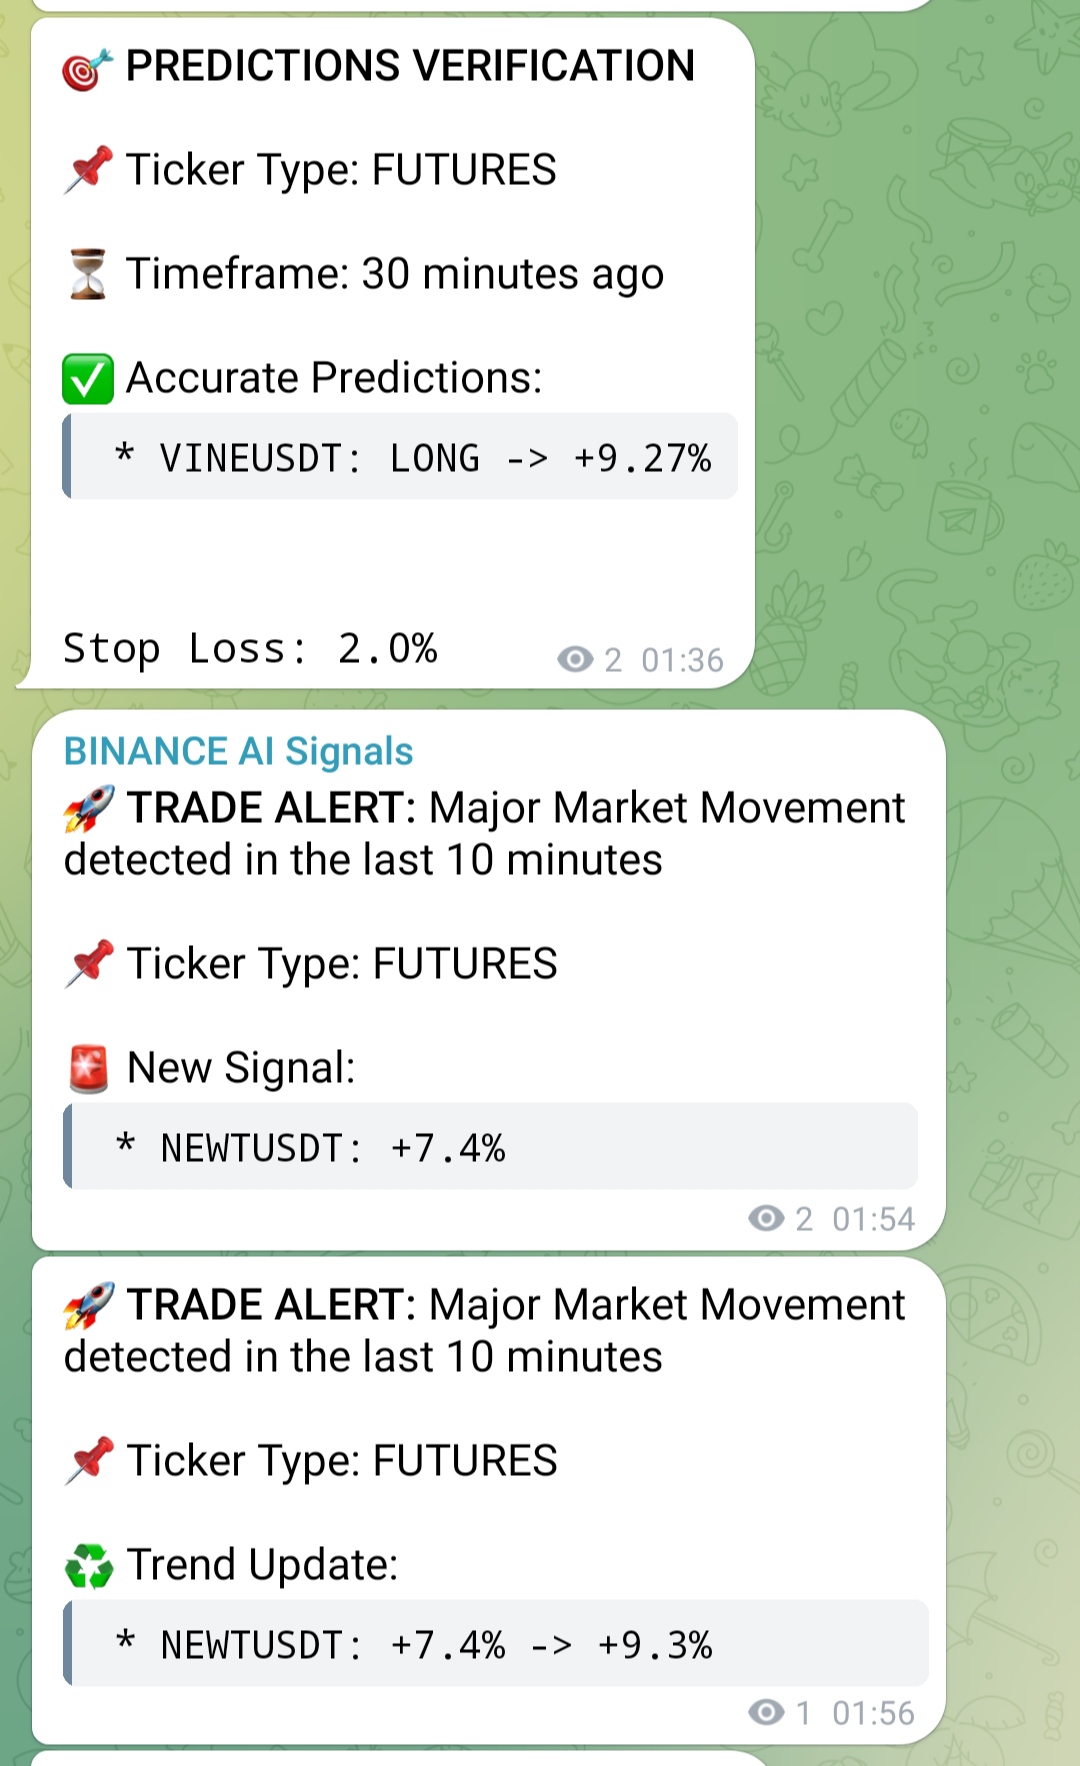 🎯 PREDICTIONS VERIFICATION
📌 Ticker Type: FUTURES
⏳ Timeframe: 30 minutes ago
✅ Accurate Predictions:
* VINEUSDT: LONG -> +9.27%
Stop Loss: 2.0%
2 01:36
BINANCE AI Signals
🚀 TRADE ALERT: Major Market Movement
detected in the last 10 minutes
📌 Ticker Type: FUTURES
🚨 New Signal:
* NEWTUSDT: +7.4%
2 01:54
🚀 TRADE ALERT: Major Market Movement
detected in the last 10 minutes
📌 Ticker Type: FUTURES
♻️ Trend Update:
* NEWTUSDT: +7.4% -> +9.3%
1 01:56